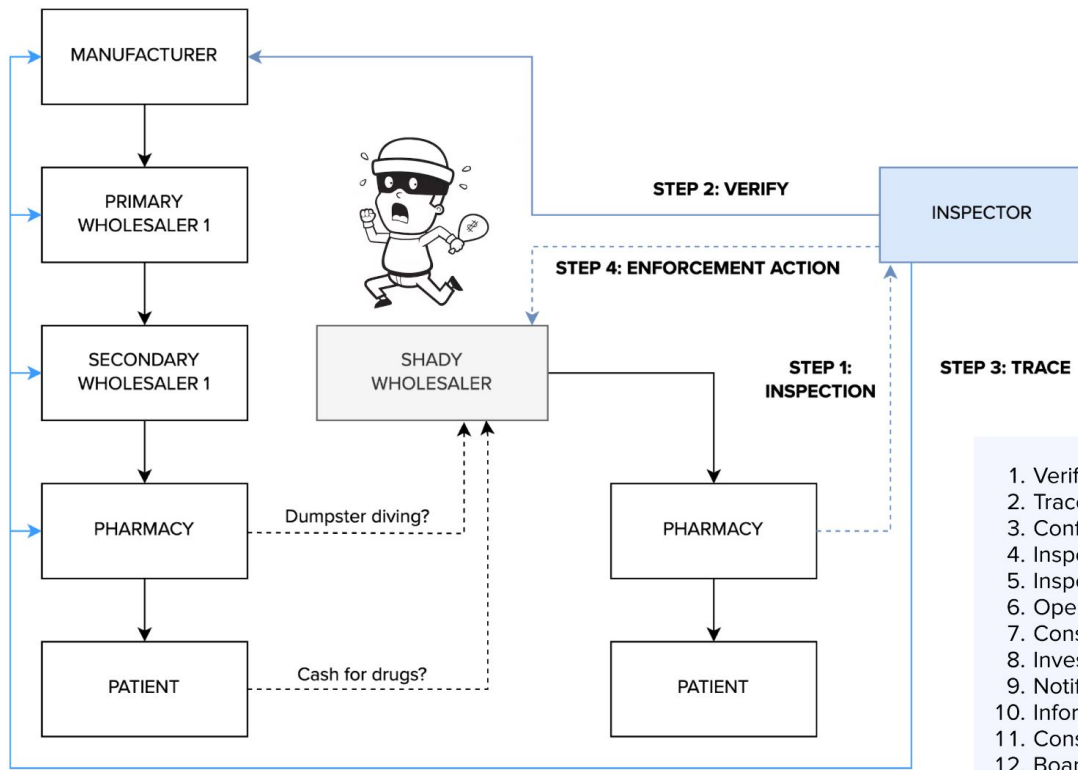 MANUFACTURER
PRIMARY
WHOLESALER 1
SECONDARY
WHOLESALER 1
PHARMACY
PATIENT
Dumpster diving?
Cash for drugs?
SHADY
WHOLESALER
PHARMACY
PATIENT
STEP 2: VERIFY
INSPECTOR
STEP 4: ENFORCEMENT ACTION
STEP 1:
INSPECTION
STEP 3: TRACE
1.
2.
3.
4.
5.
6.
7.
8.
9.
10.
11.
12.